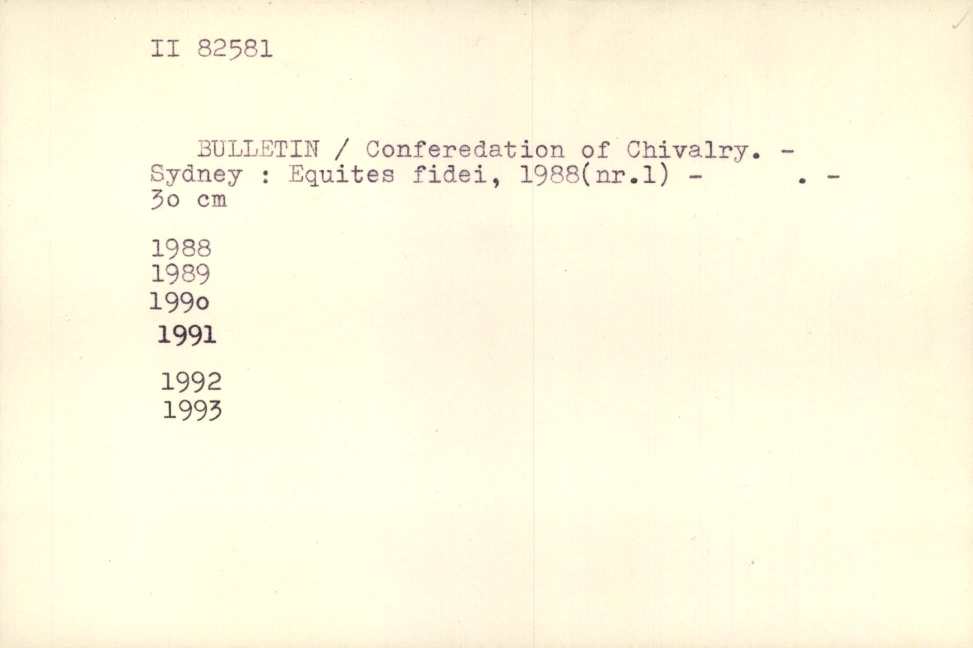 II 82581
BULLETIN / Conferedation of Chivalry. -
Sydney : Equites fidei, 1988(nr.1) -      . -
3o cm
1988
1989
199o
1991
1992
1993